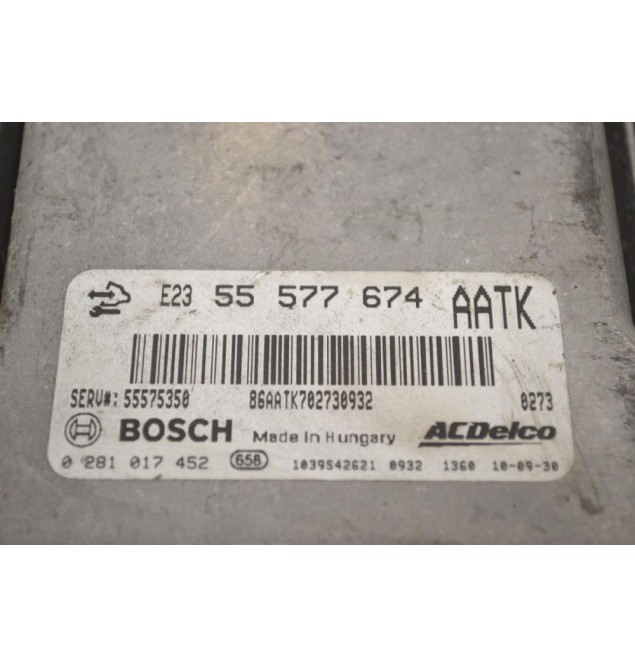 E23 55 577 674 AATK
SERV#: 55575350 86AATK702730932 0273
BOSCH Made in Hungary ACDelco
0 281 017 452 658 1039S42621 0932 1360 10-09-30